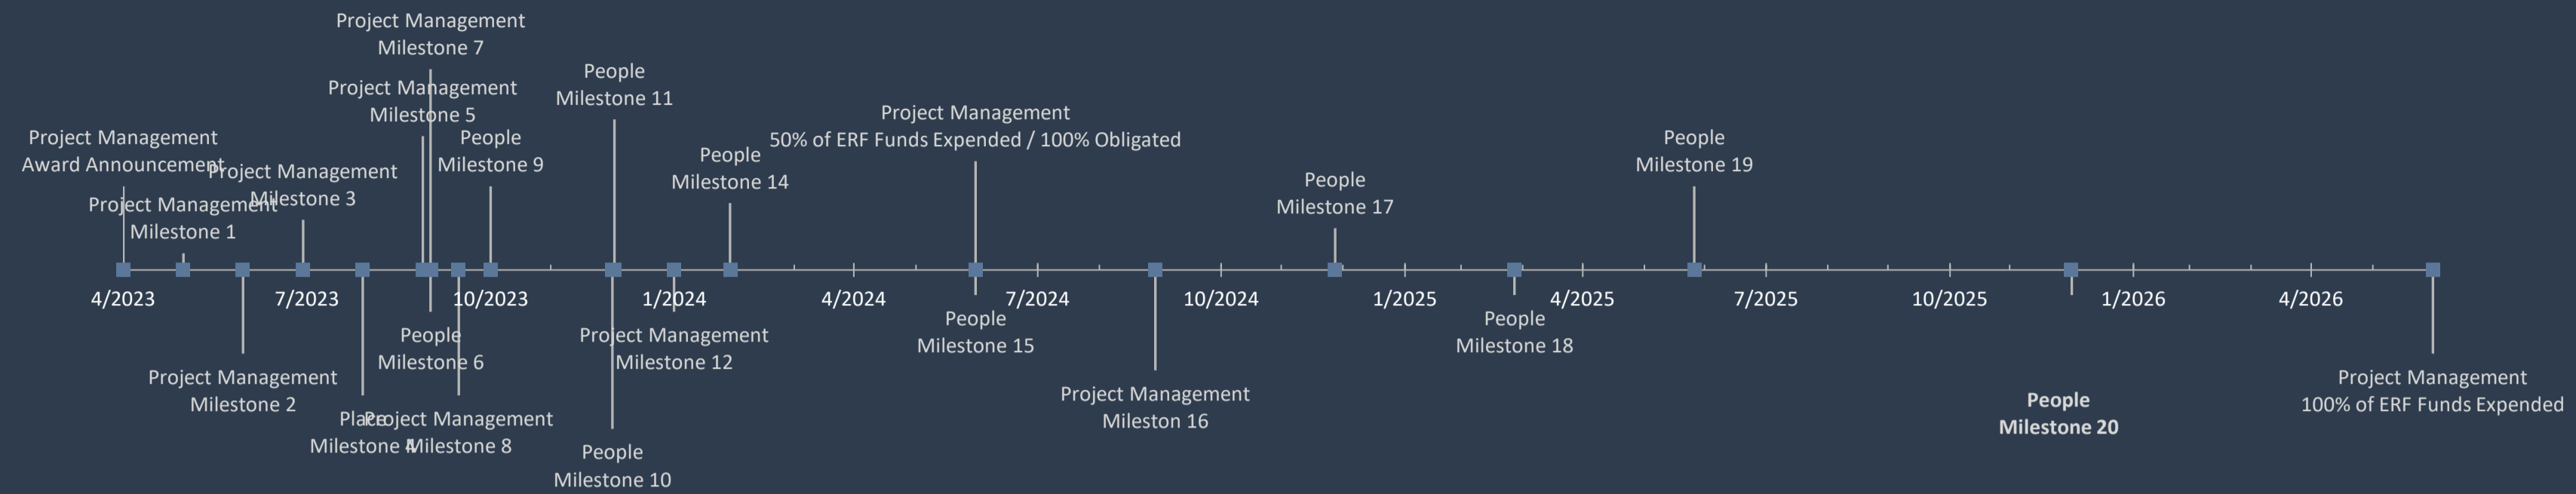 Project Management
Milestone 7
Project Management
Milestone 5
People
Milestone 11
Project Management
50% of ERF Funds Expended / 100% Obligated
Project Management
Award Announcement
People
Milestone 9
People
Milestone 19
People
Milestone 14
Project Management
Milestone 3
People
Milestone 17
Project Management
Milestone 1
4/2023
7/2023
10/2023
1/2024
4/2024
7/2024
10/2024
1/2025
4/2025
7/2025
10/2025
1/2026
4/2026
People
Milestone 6
Project Management
Milestone 12
People
Milestone 15
People
Milestone 18
Project Management
Milestone 2
Project Management
Mileston 16
People
Milestone 20
Project Management
100% of ERF Funds Expended
Place
Milestone 4
Project Management
Milestone 8
People
Milestone 10